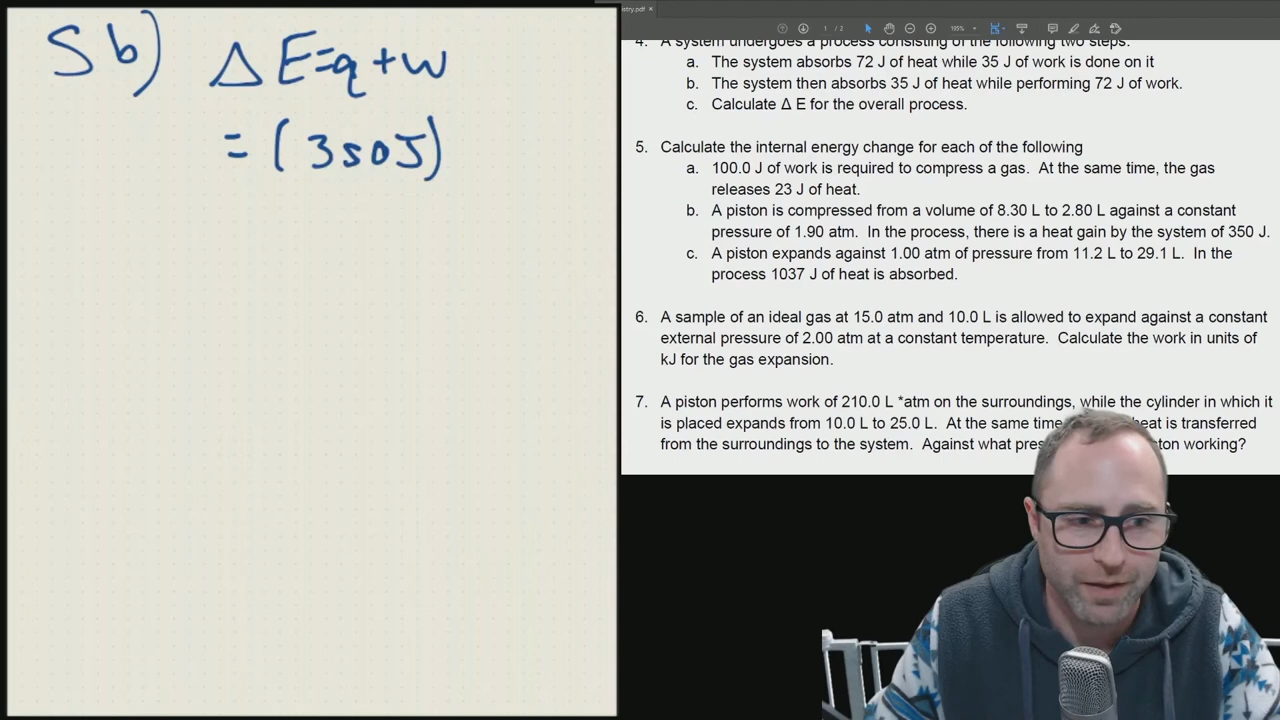 5b) Δ E=q+w
= (350J)
stry.pdf ×
1 / 2
195%
4. A system undergoes a process consisting of the following two steps:
a. The system absorbs 72 J of heat while 35 J of work is done on it
b. The system then absorbs 35 J of heat while performing 72 J of work.
c. Calculate Δ E for the overall process.
5. Calculate the internal energy change for each of the following
a. 100.0 J of work is required to compress a gas. At the same time, the gas
releases 23 J of heat.
b. A piston is compressed from a volume of 8.30 L to 2.80 L against a constant
pressure of 1.90 atm. In the process, there is a heat gain by the system of 350 J.
c. A piston expands against 1.00 atm of pressure from 11.2 L to 29.1 L. In the
process 1037 J of heat is absorbed.
6. A sample of an ideal gas at 15.0 atm and 10.0 L is allowed to expand against a constant
external pressure of 2.00 atm at a constant temperature. Calculate the work in units of
kJ for the gas expansion.
7. A piston performs work of 210.0 L *atm on the surroundings, while the cylinder in which it
is placed expands from 10.0 L to 25.0 L. At the same time heat is transferred
from the surroundings to the system. Against what working?